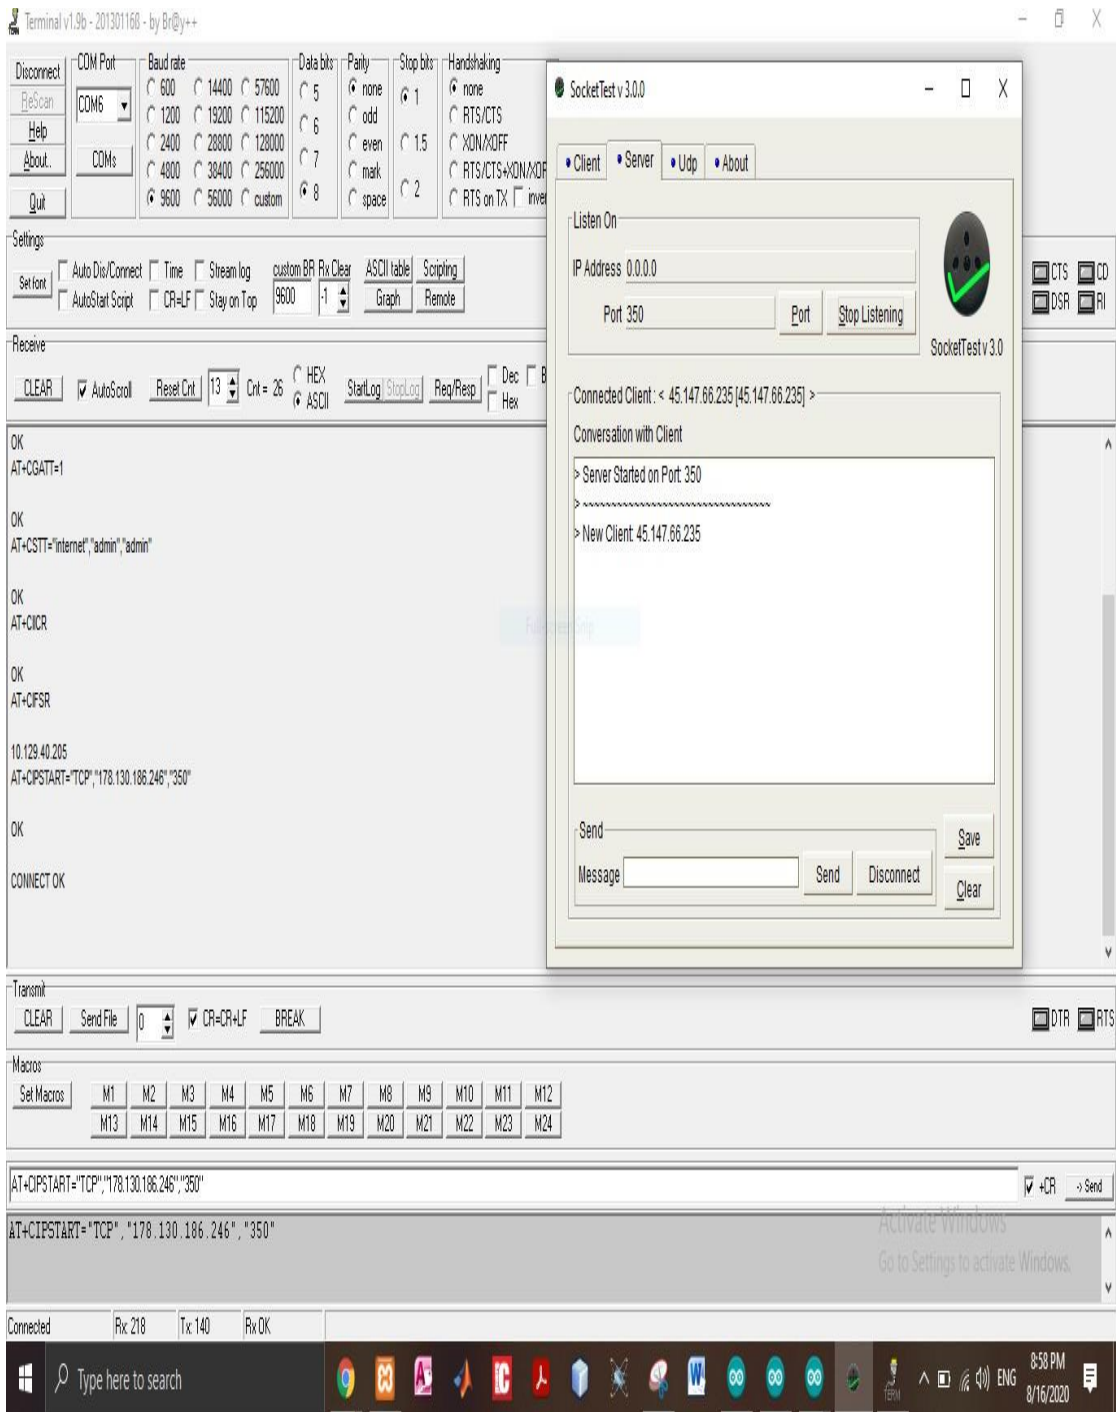 Terminal v1.9b - 20130116ß - by Br@y++
Disconnect
ReScan
Help
About..
Quit
COM Port
COM6
COMs
Baud rate
600 14400 57600
1200 19200 115200
2400 28800 128000
4800 38400 256000
9600 56000 custom
Data bits
5
6
7
8
Parity
none
odd
even
mark
space
Stop bits
1
1.5
2
Handshaking
none
RTS/CTS
XON/XOFF
RTS/CTS+XON/XOF
RTS on TX inver
Settings
Set font
Auto Dis/Connect Time Stream log
AutoStart Script CR=LF Stay on Top
custom BR Rx Clear
9600 -1
ASCII table Scripting
Graph Remote
CTS CD
DSR RI
Receive
CLEAR AutoScroll Reset Cnt 13 Cnt = 26
HEX
ASCII
StartLog StopLog Req/Resp
Dec B
Hex
OK
AT+CGATT=1
OK
AT+CSTT="internet","admin","admin"
OK
AT+CIICR
OK
AT+CIFSR
10.129.40.205
AT+CIPSTART="TCP","178.130.186.246","350"
OK
CONNECT OK
SocketTest v 3.0.0
Client Server Udp About
Listen On
IP Address 0.0.0.0
Port 350 Port Stop Listening
SocketTest v 3.0
Connected Client : < 45.147.66.235 [45.147.66.235] >
Conversation with Client
> Server Started on Port: 350
> ~~~~~~~~~~~~~~~~~~~~~~~~~~~~~~~~
> New Client: 45.147.66.235
Send
Message Send Disconnect
Save
Clear
Full-screen Snip
Transmit
CLEAR Send File 0 CR=CR+LF BREAK
DTR RTS
Macros
Set Macros
M1 M2 M3 M4 M5 M6 M7 M8 M9 M10 M11 M12
M13 M14 M15 M16 M17 M18 M19 M20 M21 M22 M23 M24
AT+CIPSTART="TCP","178.130.186.246","350"
+CR -> Send
AT+CIPSTART="TCP","178.130.186.246","350"
Activate Windows
Go to Settings to activate Windows.
Connected Rx: 218 Tx: 140 Rx OK
Type here to search
TERM
ENG
8:58 PM
8/16/2020